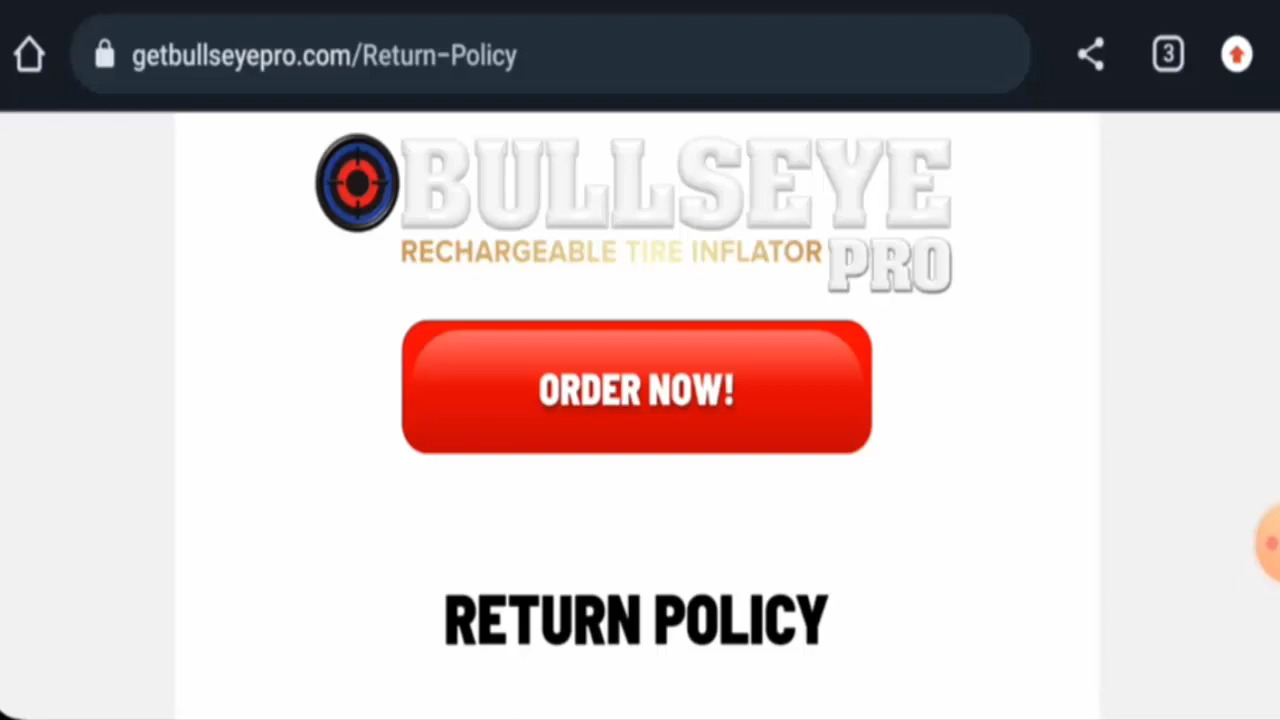 getbullseyepro.com/Return-Policy
3
BULLSEYE
RECHARGEABLE TIRE INFLATOR PRO
ORDER NOW!
RETURN POLICY